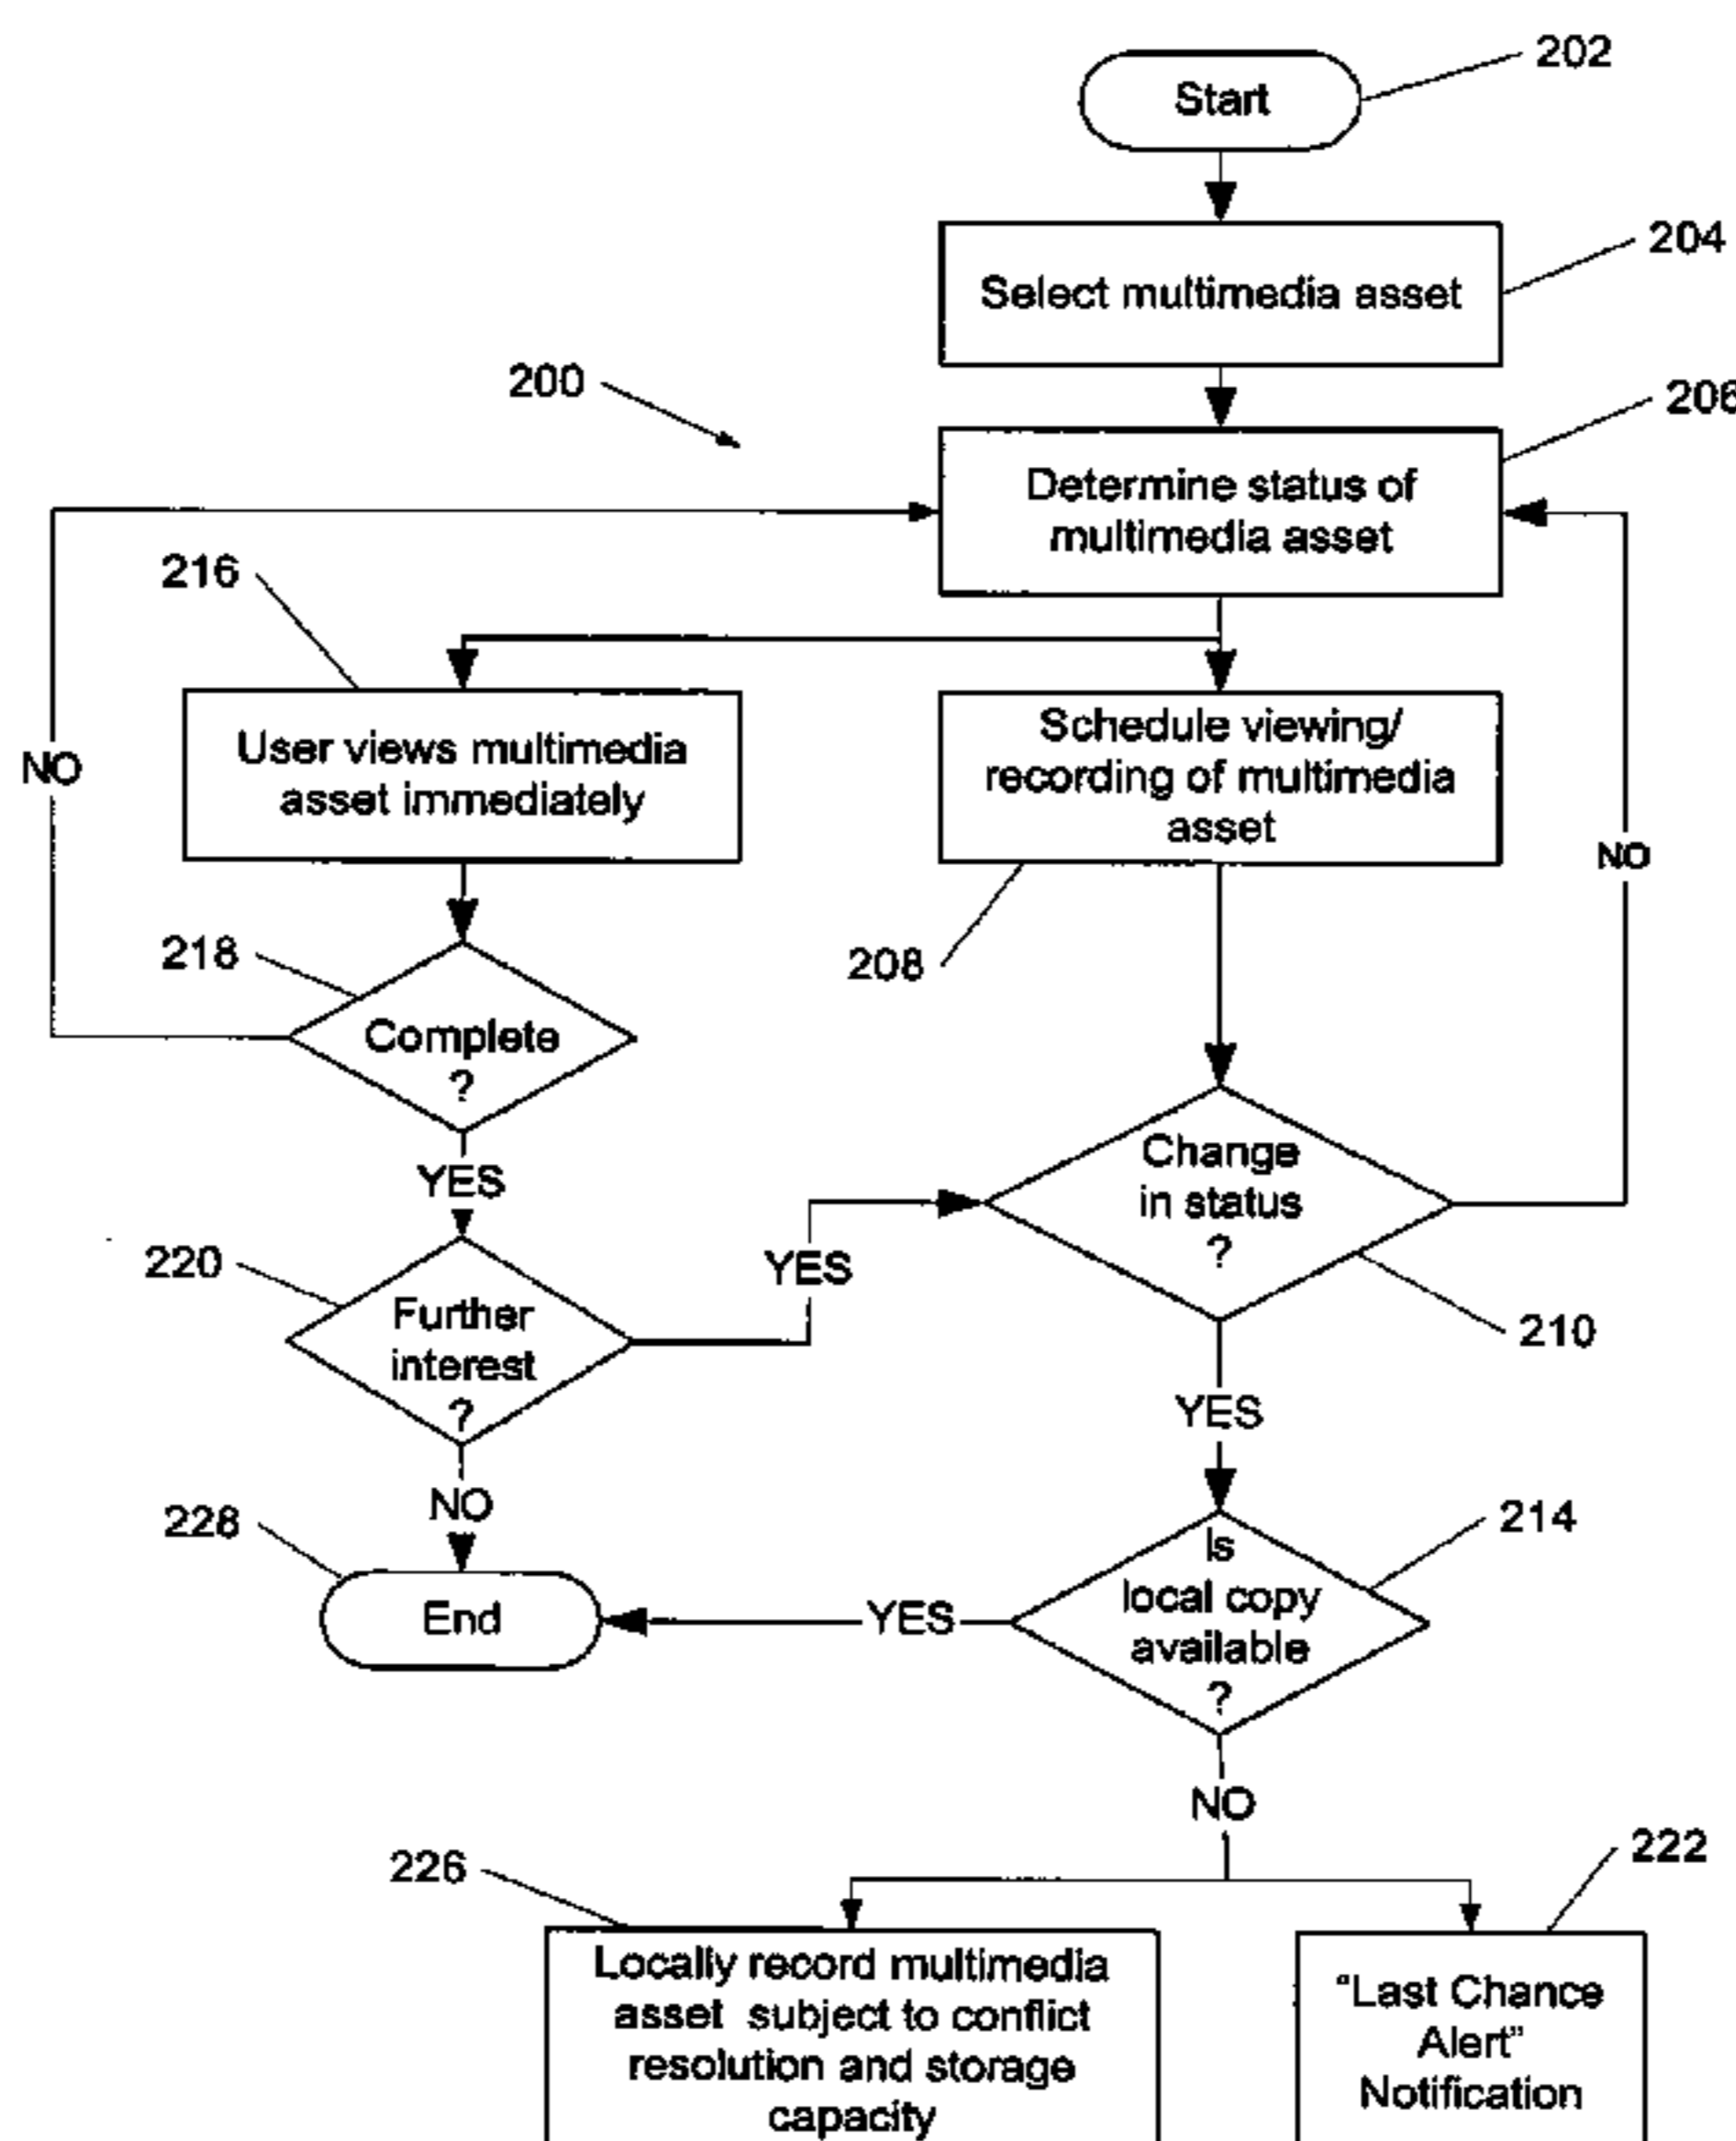 202
Start
204
Select multimedia asset
200
206
Determine status of
multimedia asset
216
User views multimedia
asset immediately
Schedule viewing/
recording of multimedia
asset
NO
NO
218
208
Complete
?
YES
Change
in status
?
220
YES
Further
interest
?
210
YES
NO
228
End
YES
214
Is
local copy
available
?
NO
226
222
Locally record multimedia
asset subject to conflict
resolution and storage
capacity
“Last Chance
Alert”
Notification